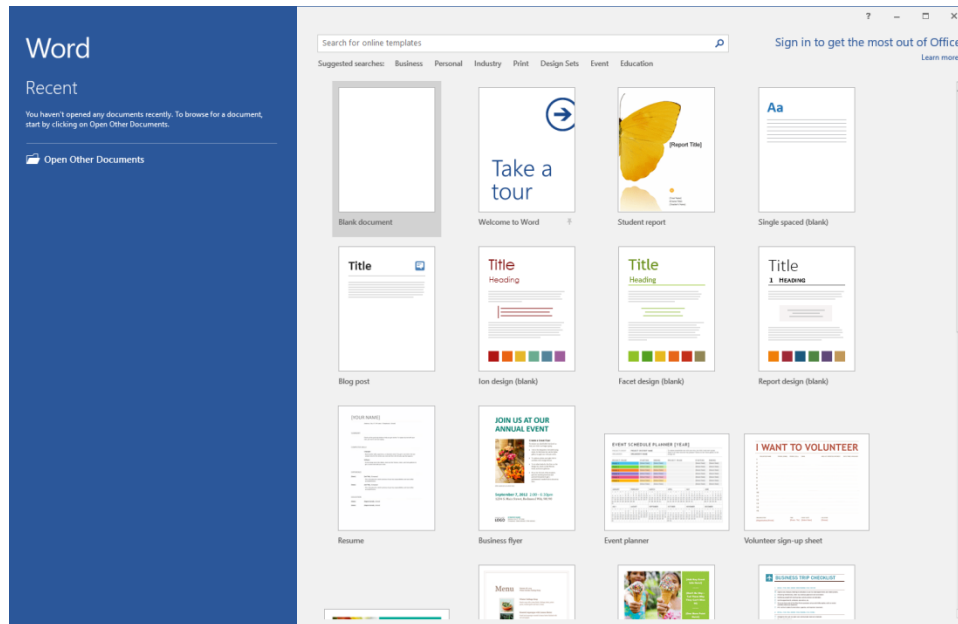 ?
Word
Search for online templates
Sign in to get the most out of Office
Learn more
Suggested searches: Business Personal Industry Print Design Sets Event Education
Recent
You haven't opened any documents recently. To browse for a document,
start by clicking on Open Other Documents.
Open Other Documents
Take a
tour
[Report Title]
Aa
Blank document
Welcome to Word
Student report
Single spaced (blank)
Title
Title
Heading
Title
Heading
Title
1 HEADING
Blog post
Ion design (blank)
Facet design (blank)
Report design (blank)
[YOUR NAME]
JOIN US AT OUR
ANNUAL EVENT
EVENT SCHEDULE PLANNER [YEAR]
I WANT TO VOLUNTEER
Resume
Business flyer
Event planner
Volunteer sign-up sheet
Menu
BUSINESS TRIP CHECKLIST